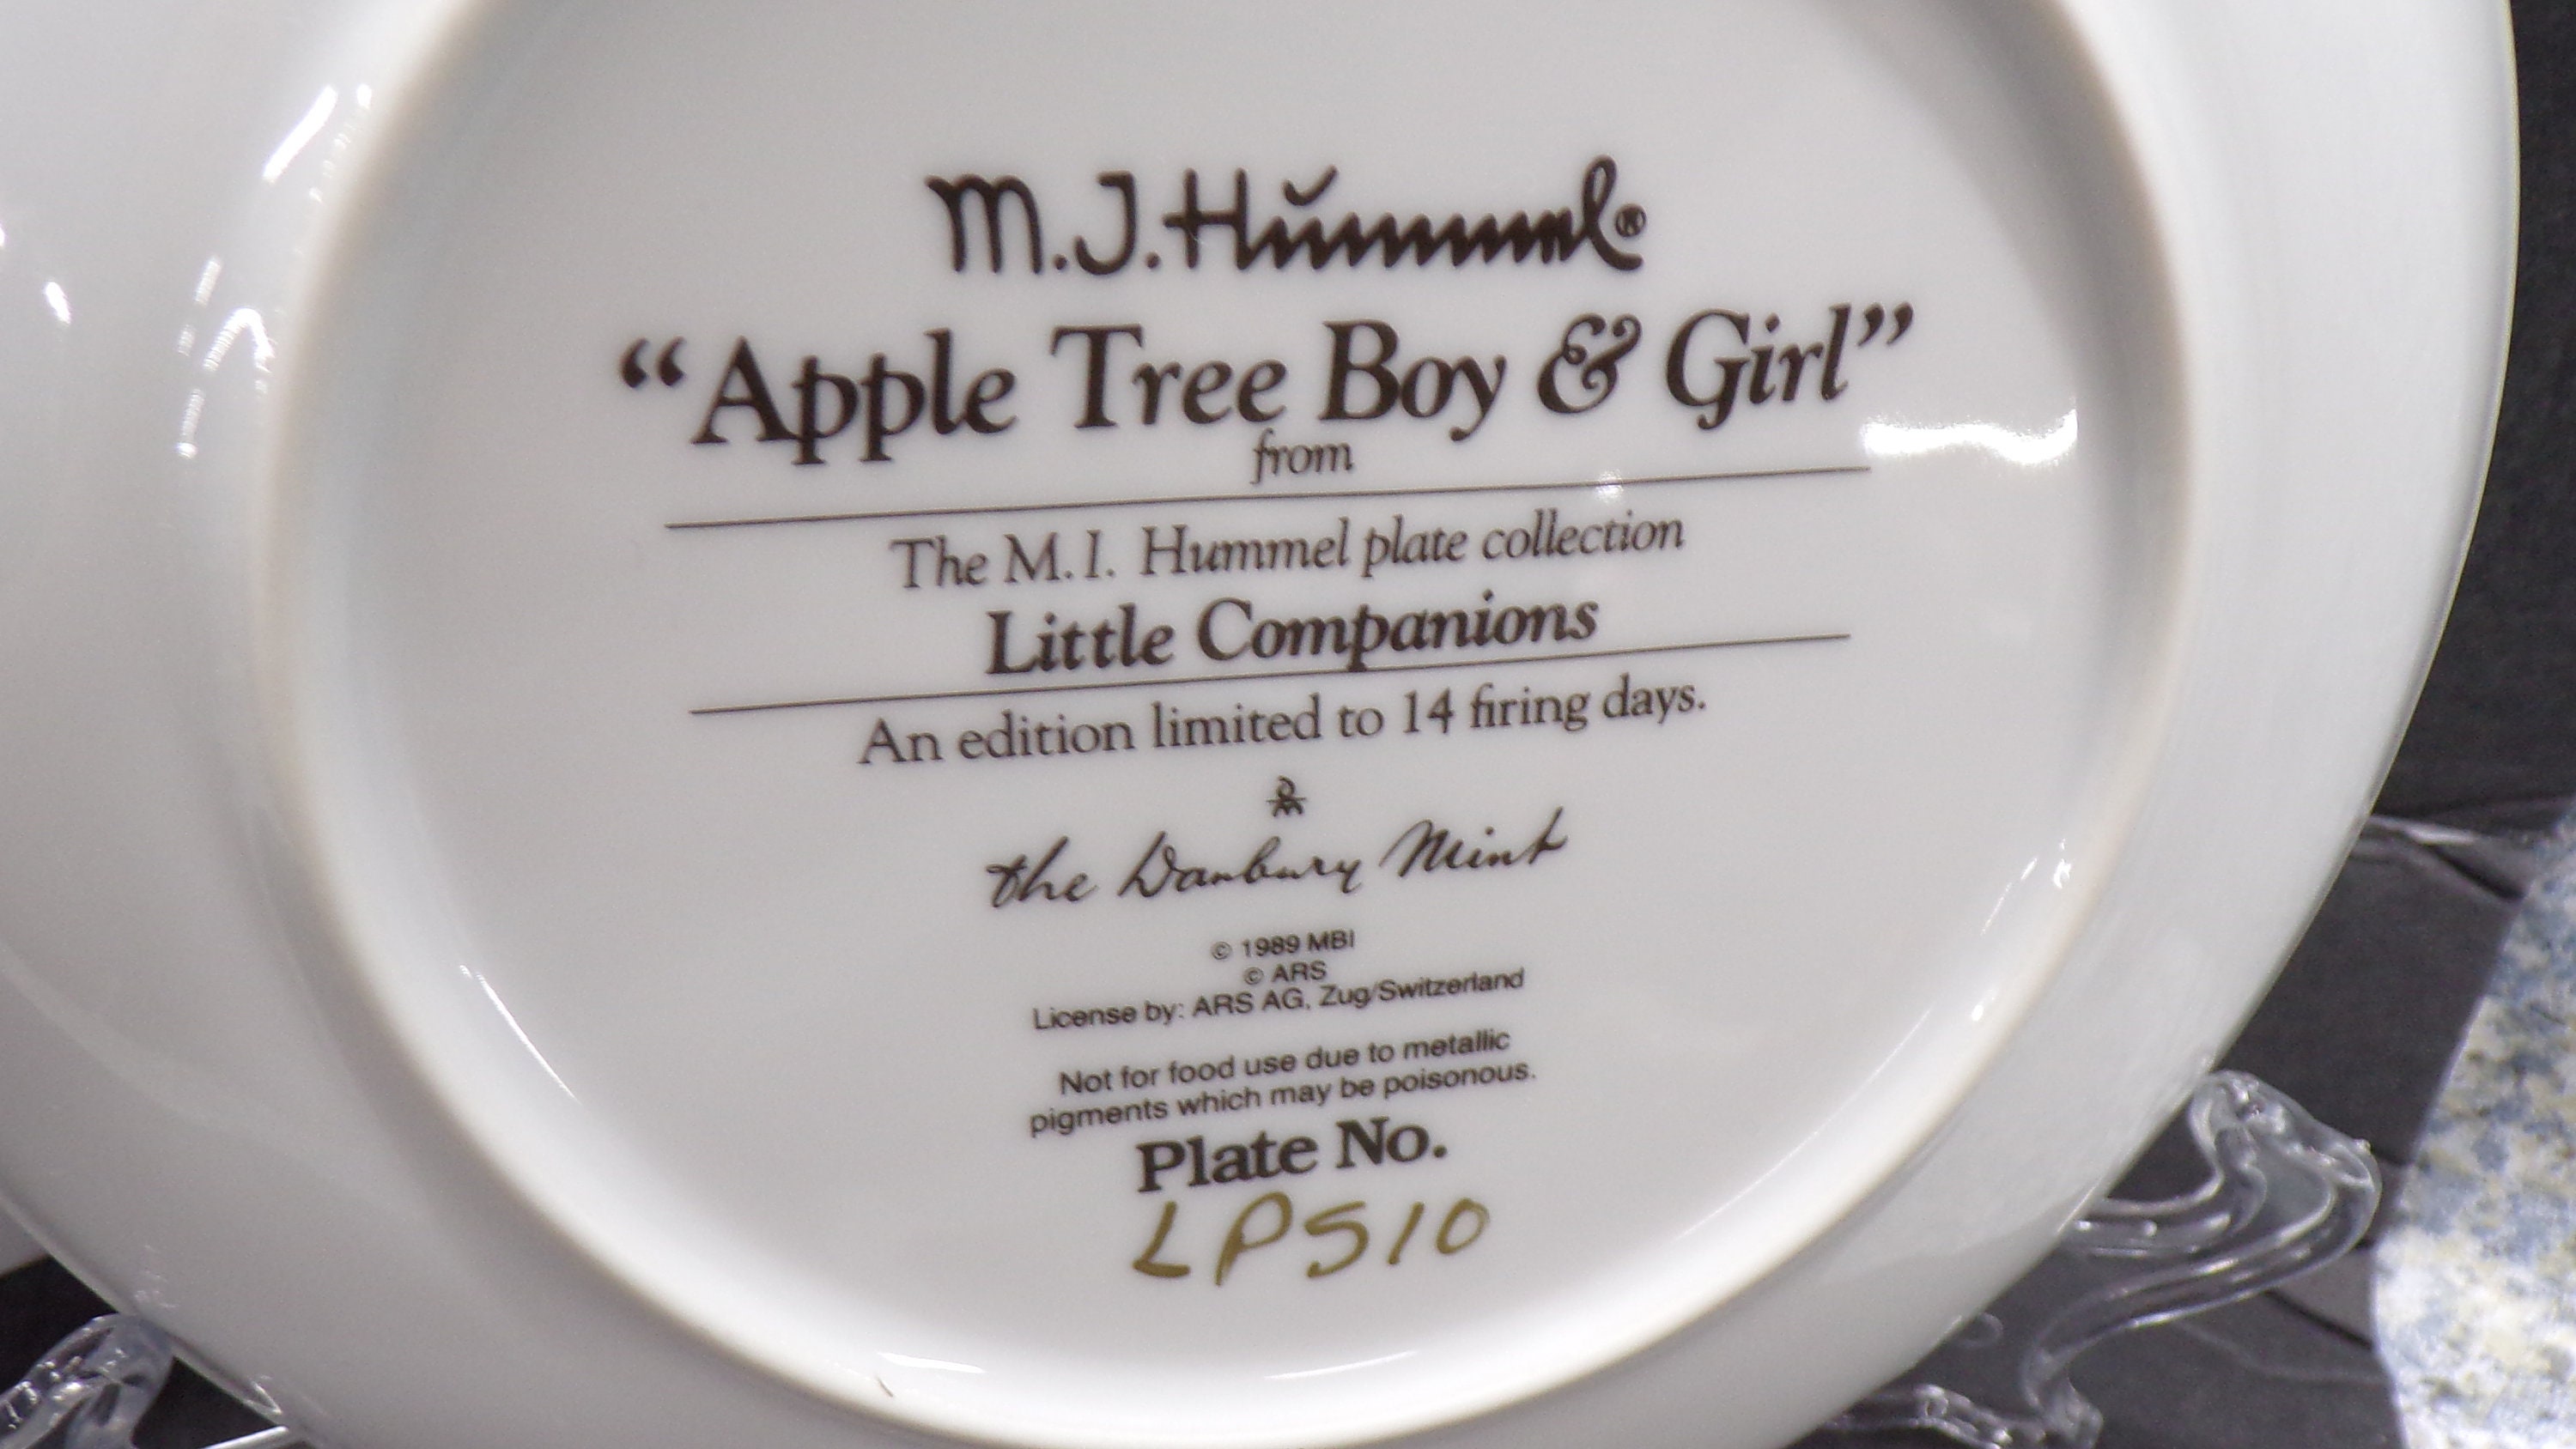 M.J.Hummel®
“Apple Tree Boy & Girl”
from
The M.I. Hummel plate collection
Little Companions
An edition limited to 14 firing days.
the Danbury Mint
© 1989 MBI
© ARS
License by: ARS AG, Zug/Switzerland
Not for food use due to metallic
pigments which may be poisonous.
Plate No.
LP510